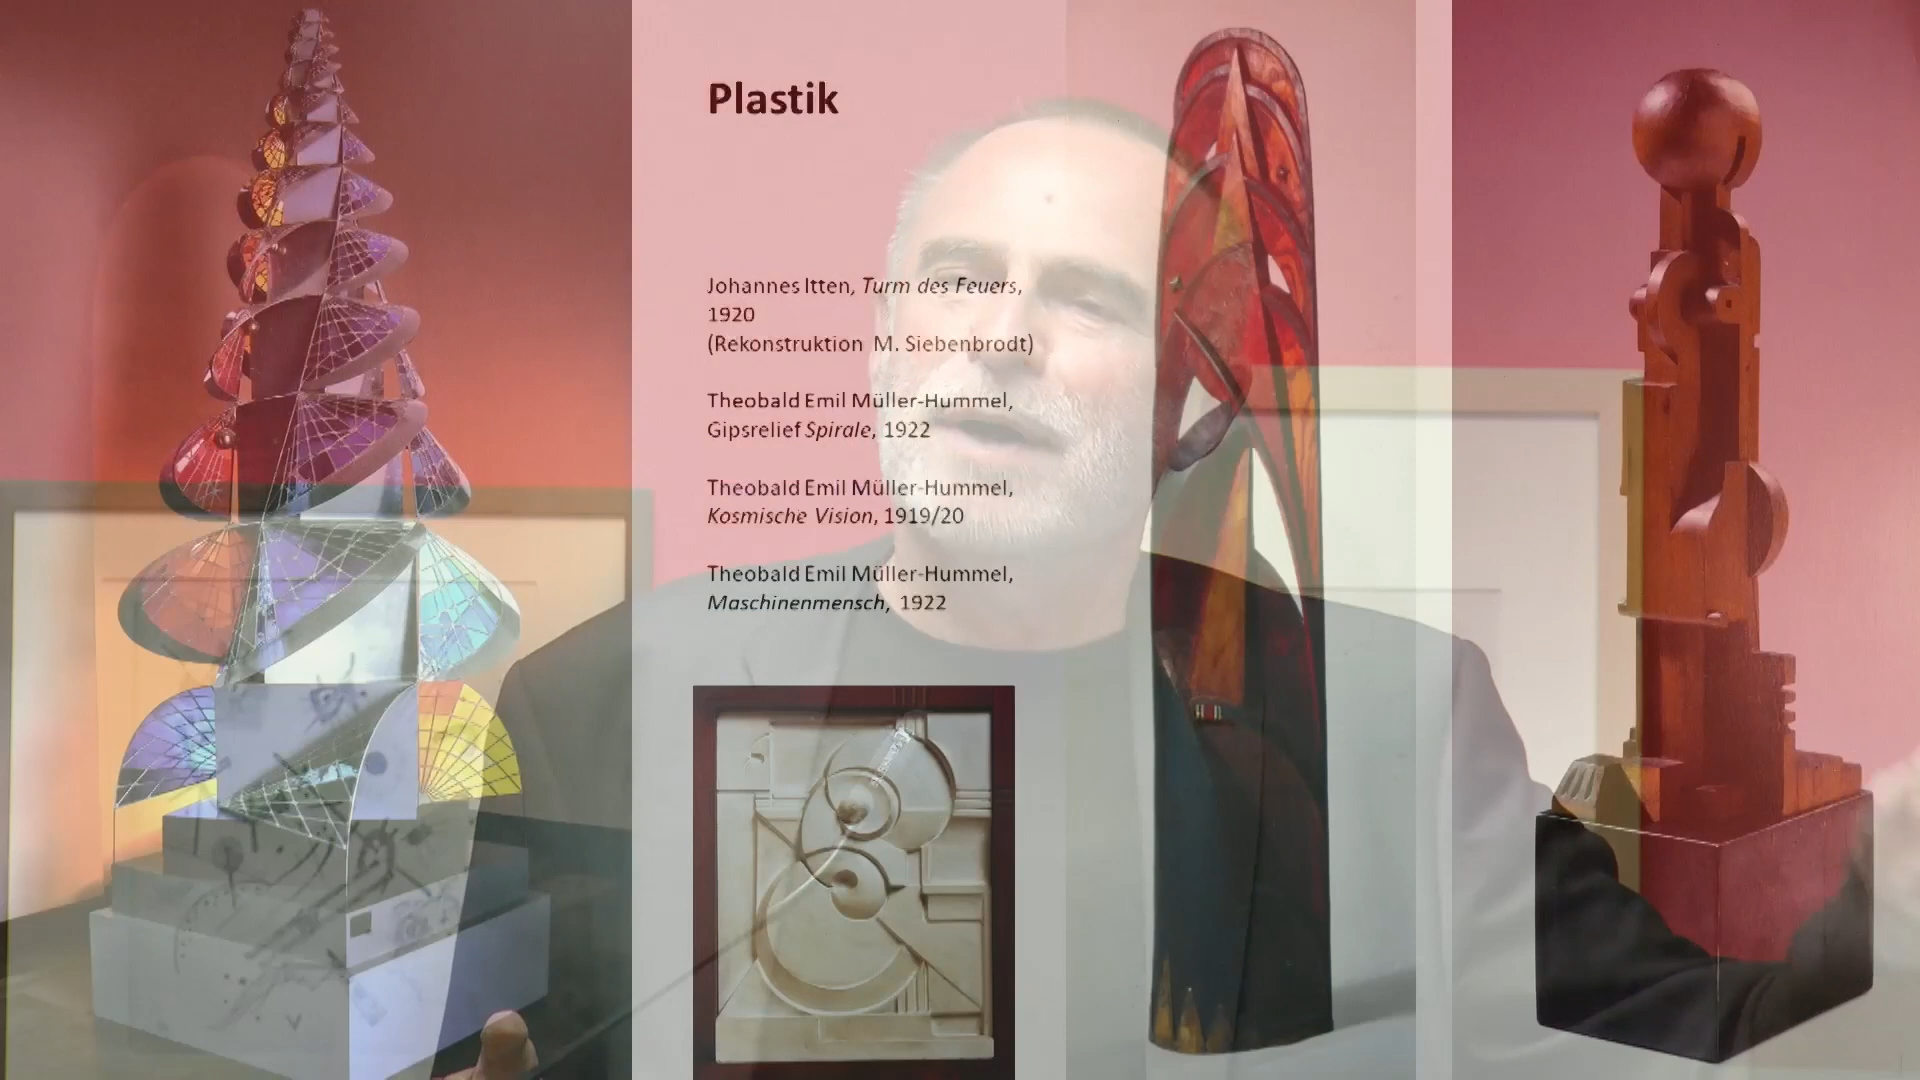 Plastik
Johannes Itten, Turm des Feuers,
1920
(Rekonstruktion M. Siebenbrodt)
Theobald Emil Müller-Hummel,
Gipsrelief Spirale, 1922
Theobald Emil Müller-Hummel,
Kosmische Vision, 1919/20
Theobald Emil Müller-Hummel,
Maschinenmensch, 1922